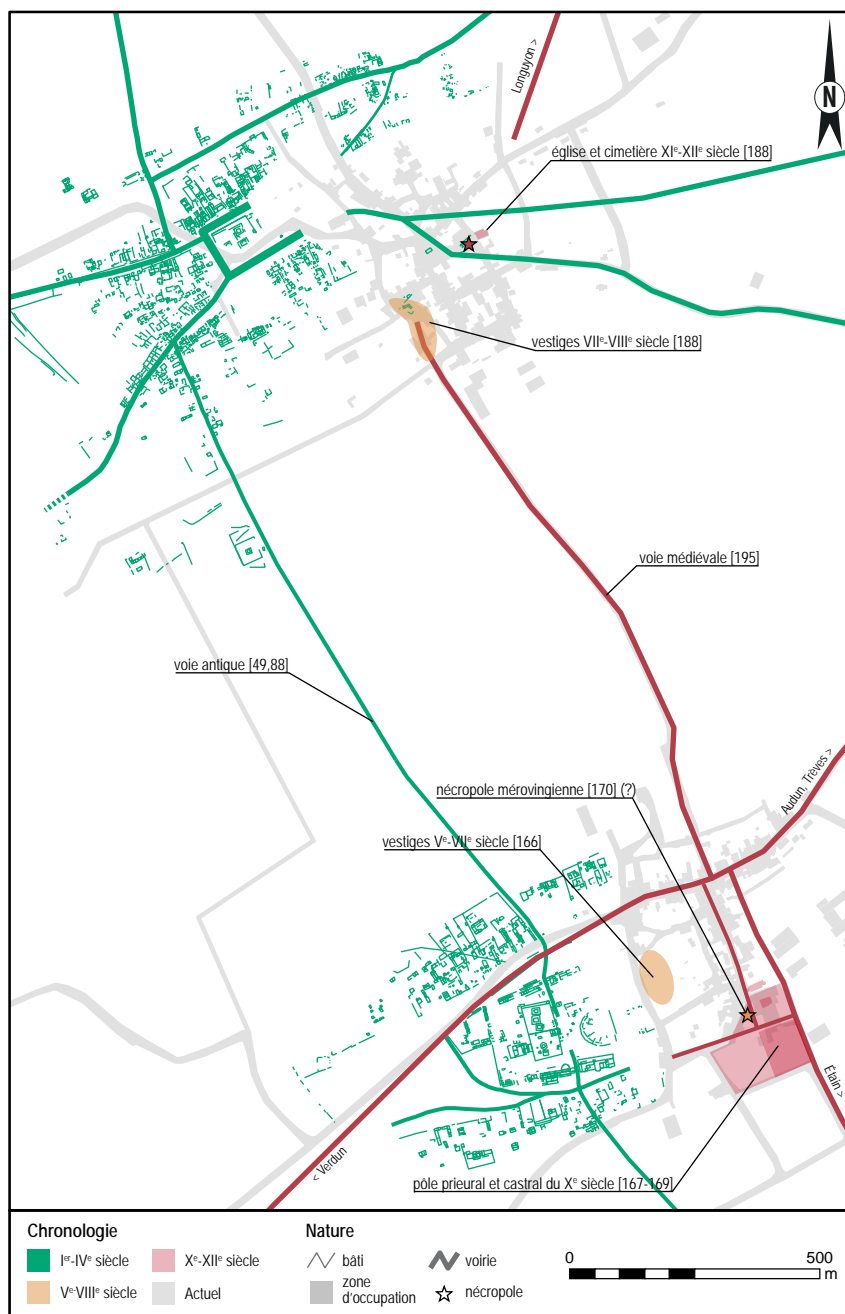 Longuyon >
N
église et cimetière XIe-XIIe siècle [188]
vestiges VIIe-VIIIe siècle [188]
voie médiévale [195]
voie antique [49,88]
Audun, Trèves >
nécropole mérovingienne [170] (?)
vestiges Ve-VIIe siècle [166]
Étain >
< Verdun
pôle prieural et castral du Xe siècle [167-169]
Chronologie
Ier-IVe siècle
Xe-XIIe siècle
Ve-VIIIe siècle
Actuel
Nature
bâti
voirie
zone
d'occupation
nécropole
0
500
m